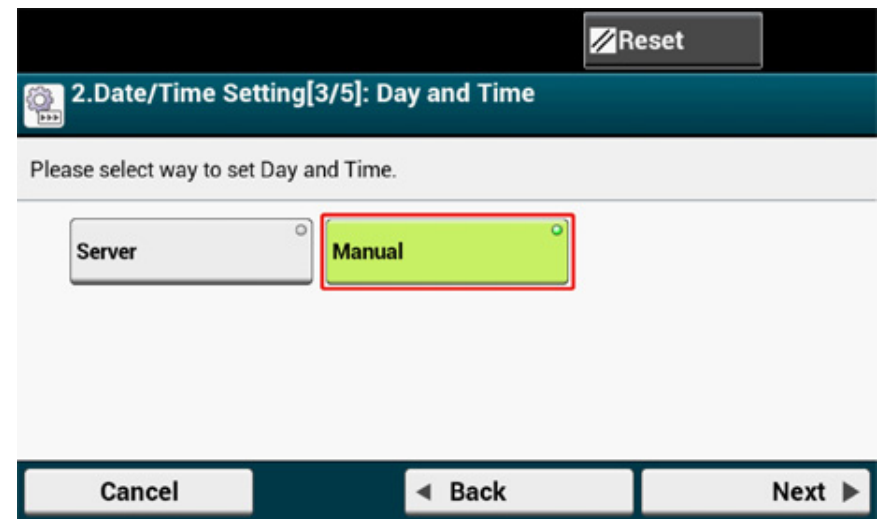 Reset
2.Date/Time Setting[3/5]: Day and Time
Please select way to set Day and Time.
Server
Manual
Cancel
Back
Next